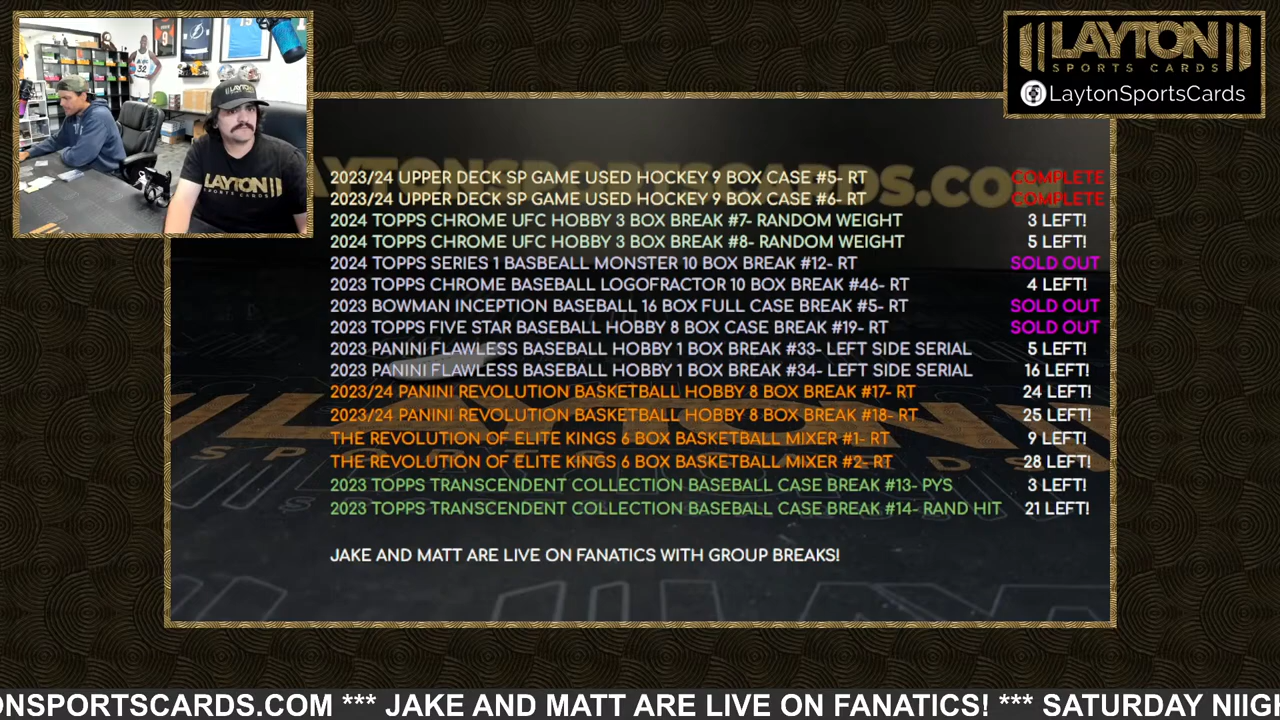 LAYTON
SPORTS CARDS
LaytonSportsCards
LAYTON
32
LAYTONSPORTSCARDS.COM
2023/24 UPPER DECK SP GAME USED HOCKEY 9 BOX CASE #5- RT COMPLETE
2023/24 UPPER DECK SP GAME USED HOCKEY 9 BOX CASE #6- RT COMPLETE
2024 TOPPS CHROME UFC HOBBY 3 BOX BREAK #7- RANDOM WEIGHT 3 LEFT!
2024 TOPPS CHROME UFC HOBBY 3 BOX BREAK #8- RANDOM WEIGHT 5 LEFT!
2024 TOPPS SERIES 1 BASBEALL MONSTER 10 BOX BREAK #12- RT SOLD OUT
2023 TOPPS CHROME BASEBALL LOGOFRACTOR 10 BOX BREAK #46- RT 4 LEFT!
2023 BOWMAN INCEPTION BASEBALL 16 BOX FULL CASE BREAK #5- RT SOLD OUT
2023 TOPPS FIVE STAR BASEBALL HOBBY 8 BOX CASE BREAK #19- RT SOLD OUT
2023 PANINI FLAWLESS BASEBALL HOBBY 1 BOX BREAK #33- LEFT SIDE SERIAL 5 LEFT!
2023 PANINI FLAWLESS BASEBALL HOBBY 1 BOX BREAK #34- LEFT SIDE SERIAL 16 LEFT!
2023/24 PANINI REVOLUTION BASKETBALL HOBBY 8 BOX BREAK #17- RT 24 LEFT!
2023/24 PANINI REVOLUTION BASKETBALL HOBBY 8 BOX BREAK #18- RT 25 LEFT!
THE REVOLUTION OF ELITE KINGS 6 BOX BASKETBALL MIXER #1- RT 9 LEFT!
THE REVOLUTION OF ELITE KINGS 6 BOX BASKETBALL MIXER #2- RT 28 LEFT!
2023 TOPPS TRANSCENDENT COLLECTION BASEBALL CASE BREAK #13- PYS 3 LEFT!
2023 TOPPS TRANSCENDENT COLLECTION BASEBALL CASE BREAK #14- RAND HIT 21 LEFT!
JAKE AND MATT ARE LIVE ON FANATICS WITH GROUP BREAKS!
ONSPORTSCARDS.COM *** JAKE AND MATT ARE LIVE ON FANATICS! *** SATURDAY NIIGH